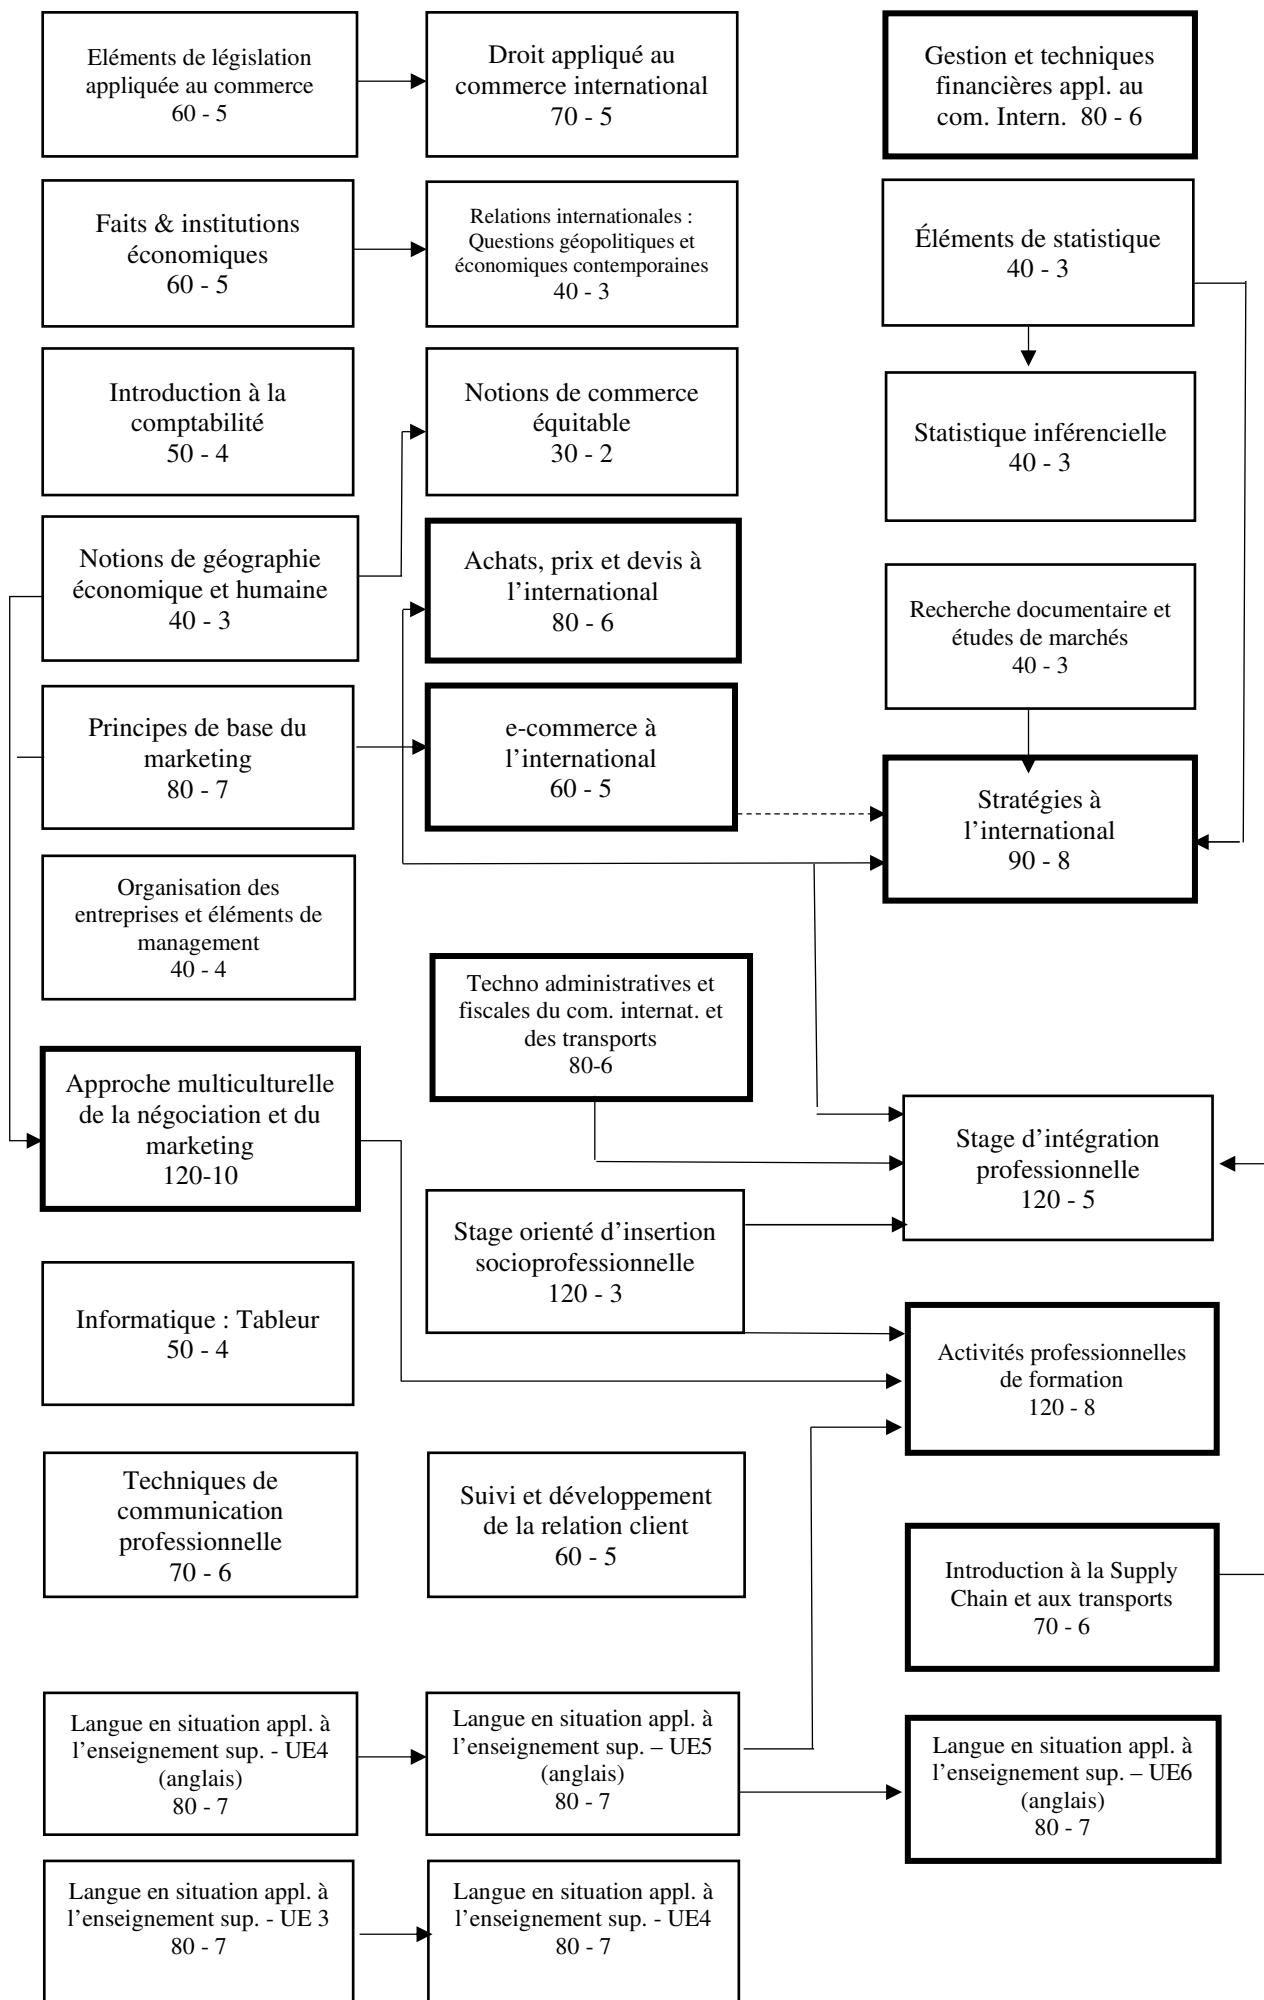 Eléments de législation
appliquée au commerce
60 - 5
Droit appliqué au
commerce international
70 - 5
Gestion et techniques
financières appl. au
com. Intern.  80 - 6
Faits & institutions
économiques
60 - 5
Relations internationales :
Questions géopolitiques et
économiques contemporaines
40 - 3
Éléments de statistique
40 - 3
Introduction à la
comptabilité
50 - 4
Notions de commerce
équitable
30 - 2
Statistique inférencielle
40 - 3
Notions de géographie
économique et humaine
40 - 3
Achats, prix et devis à
l’international
80 - 6
Recherche documentaire et
études de marchés
40 - 3
Principes de base du
marketing
80 - 7
e-commerce à
l’international
60 - 5
Stratégies à
l’international
90 - 8
Organisation des
entreprises et éléments de
management
40 - 4
Techno administratives et
fiscales du com. internat. et
des transports
80-6
Approche multiculturelle
de la négociation et du
marketing
120-10
Stage d’intégration
professionnelle
120 - 5
Stage orienté d’insertion
socioprofessionnelle
120 - 3
Informatique : Tableur
50 - 4
Activités professionnelles
de formation
120 - 8
Techniques de
communication
professionnelle
70 - 6
Suivi et développement
de la relation client
60 - 5
Introduction à la Supply
Chain et aux transports
70 - 6
Langue en situation appl. à
l’enseignement sup. - UE4
(anglais)
80 - 7
Langue en situation appl. à
l’enseignement sup. – UE5
(anglais)
80 - 7
Langue en situation appl. à
l’enseignement sup. – UE6
(anglais)
80 - 7
Langue en situation appl. à
l’enseignement sup. - UE 3
80 - 7
Langue en situation appl. à
l’enseignement sup. - UE4
80 - 7